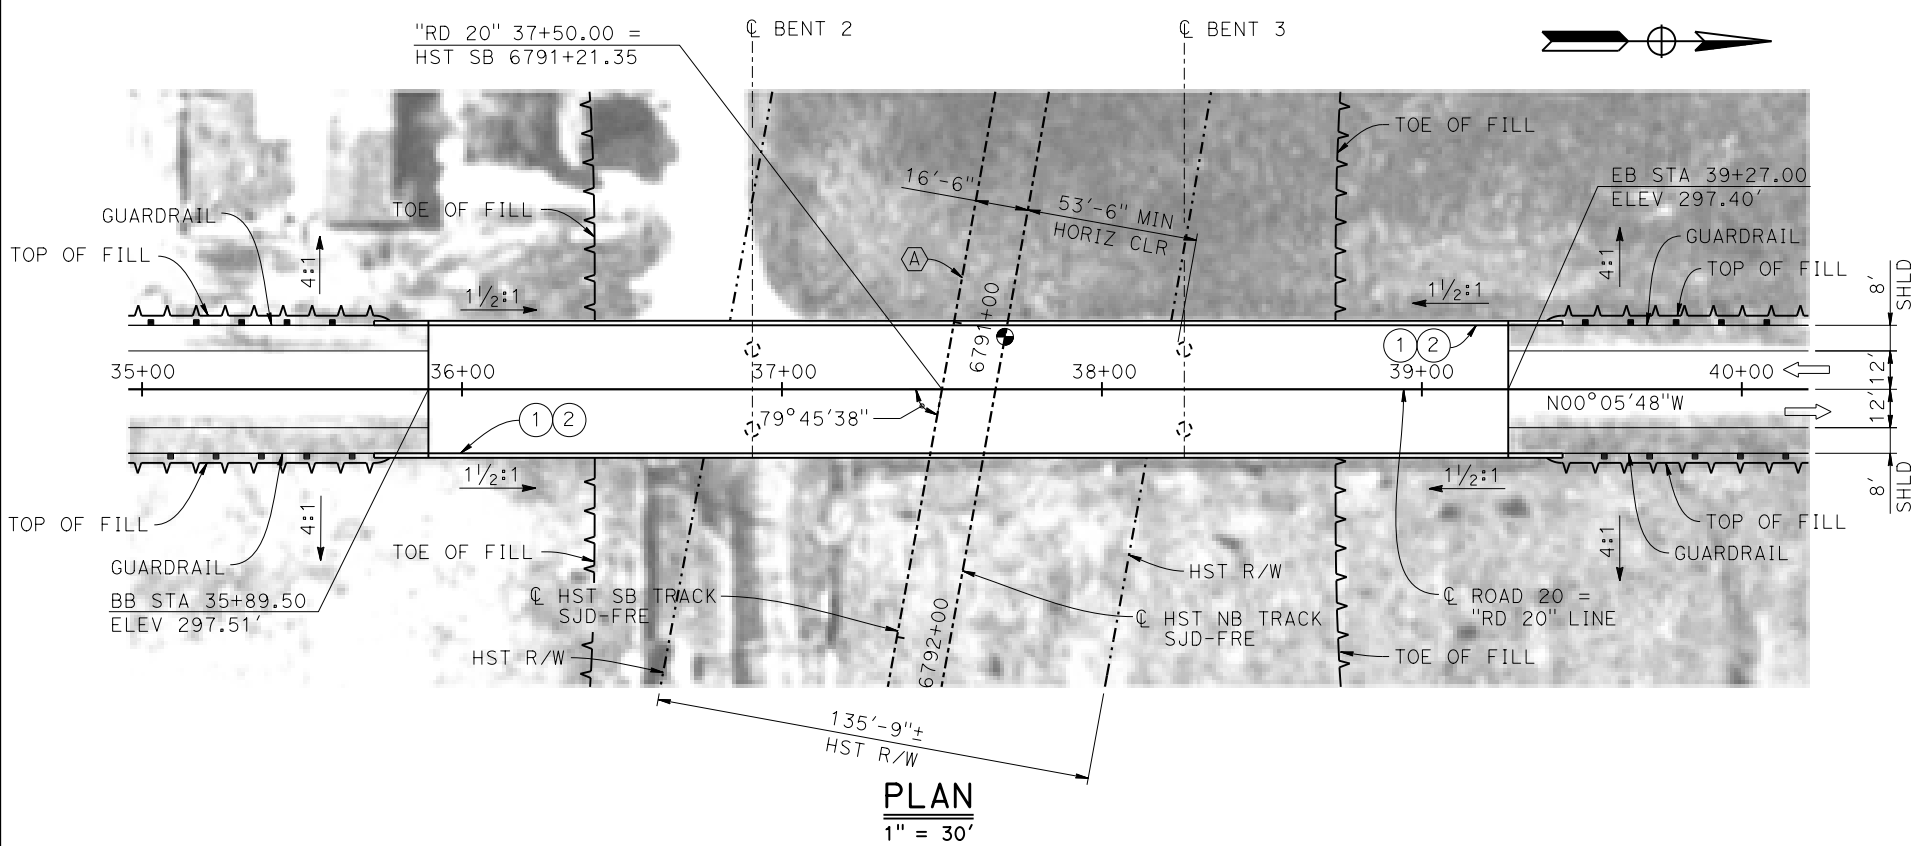 "RD 20" 37+50.00 =
HST SB 6791+21.35
℄ BENT 2
℄ BENT 3
TOE OF FILL
EB STA 39+27.00
ELEV 297.40'
16'-6"
53'-6" MIN
HORIZ CLR
GUARDRAIL
TOE OF FILL
TOP OF FILL
4:1
A
GUARDRAIL
4:1
TOP OF FILL
8'
SHLD
1½:1
1½:1
6791+00
1 2
35+00
36+00
37+00
38+00
39+00
40+00
12'
79°45'38"
N00°05'48"W
12'
1 2
1½:1
1½:1
8'
SHLD
TOP OF FILL
4:1
TOE OF FILL
4:1
TOP OF FILL
GUARDRAIL
GUARDRAIL
HST R/W
BB STA 35+89.50
ELEV 297.51'
℄ HST SB TRACK
SJD-FRE
6792+00
℄ HST NB TRACK
SJD-FRE
℄ ROAD 20 =
"RD 20" LINE
HST R/W
TOE OF FILL
135'-9"±
HST R/W
PLAN
1" = 30'